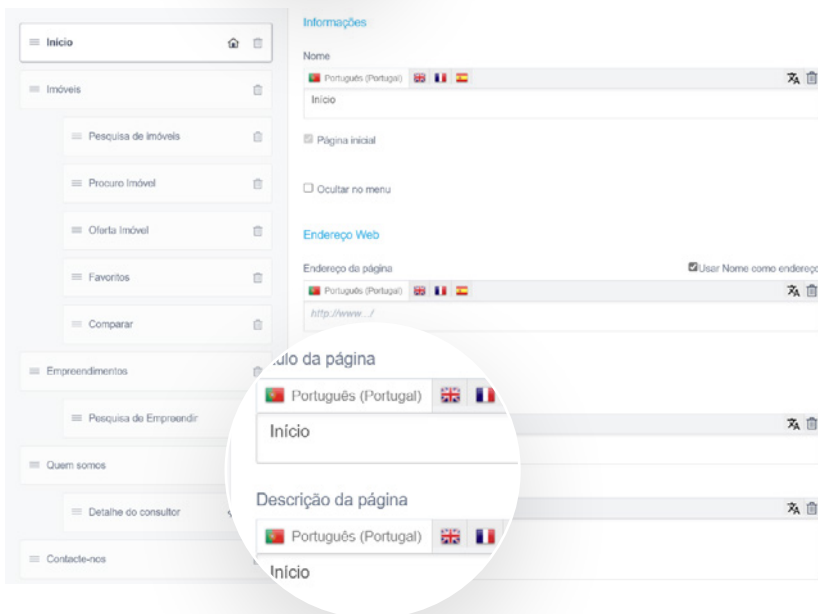 Início
Imóveis
Pesquisa de imóveis
Procuro Imóvel
Oferta Imóvel
Favoritos
Comparar
Empreendimentos
Pesquisa de Empreendir
Quem somos
Detalhe do consultor
Contacte-nos
Informações
Nome
Português (Portugal)
Início
Página inicial
Ocultar no menu
Endereço Web
Endereço da página
Usar Nome como endereço
Português (Portugal)
http://www.../
ulo da página
Português (Portugal)
Início
Descrição da página
Português (Portugal)
Início